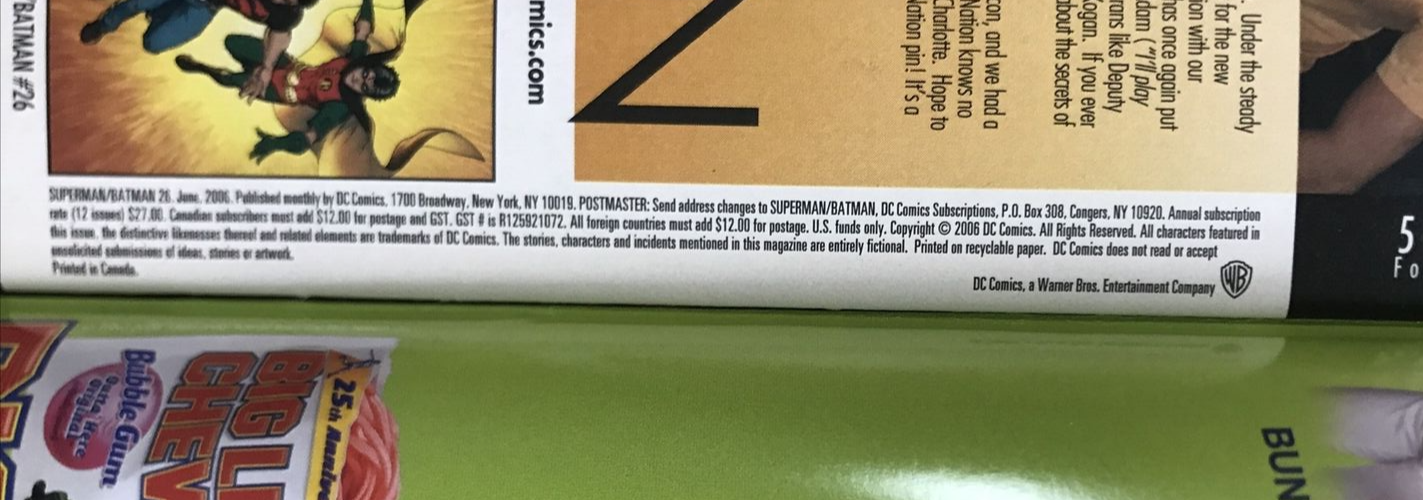 BATMAN #26
mics.com
. Under the steady
for the new
ion with our
has once again put
dom ("I'll play
Logan. If you ever
rons like Deputy
about the secrets of
con, and we had a
Nation knows no
Charlotte. Hope to
Nation pin! It's a
SUPERMAN/BATMAN 26. June, 2006. Published monthly by DC Comics, 1700 Broadway, New York, NY 10019. POSTMASTER: Send address changes to SUPERMAN/BATMAN, DC Comics Subscriptions, P.O. Box 308, Congers, NY 10920. Annual subscription
rate (12 issues) $27.00. Canadian subscribers must add $12.00 for postage and GST. GST # is R125921072. All foreign countries must add $12.00 for postage. U.S. funds only. Copyright © 2006 DC Comics. All Rights Reserved. All characters featured in
this issue, the distinctive likenesses thereof and related elements are trademarks of DC Comics. The stories, characters and incidents mentioned in this magazine are entirely fictional. Printed on recyclable paper. DC Comics does not read or accept
unsolicited submissions of ideas, stories or artwork.
Printed in Canada.
DC Comics, a Warner Bros. Entertainment Company
WB
5
Fo
25th
BIG LE
CHEW
Bubble Gum
Outta Here
Original
BUN